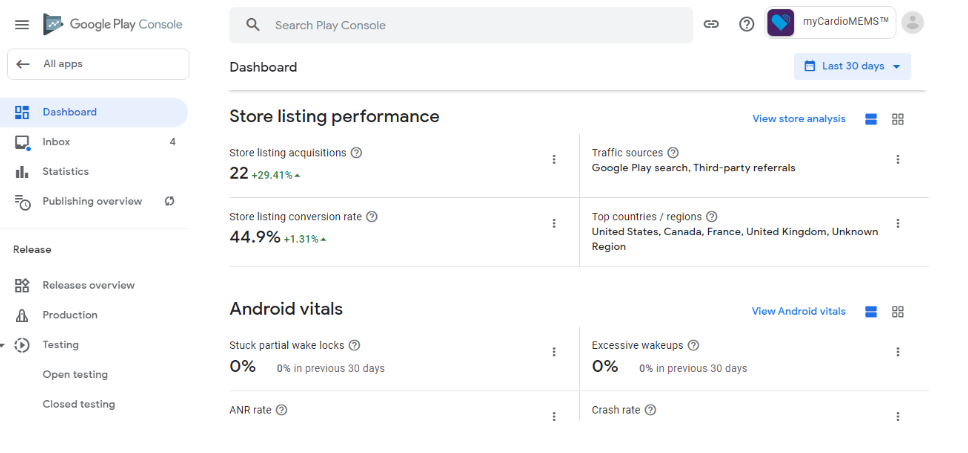 Google Play Console
Search Play Console
myCardioMEMS™
All apps
Dashboard
Last 30 days
Dashboard
Inbox 4
Statistics
Publishing overview
Release
Releases overview
Production
Testing
Open testing
Closed testing
Store listing performance
View store analysis
Store listing acquisitions
22 +29.41%
Traffic sources
Google Play search, Third-party referrals
Store listing conversion rate
44.9% +1.31%
Top countries / regions
United States, Canada, France, United Kingdom, Unknown
Region
Android vitals
View Android vitals
Stuck partial wake locks
0% 0% in previous 30 days
Excessive wakeups
0% 0% in previous 30 days
ANR rate
Crash rate